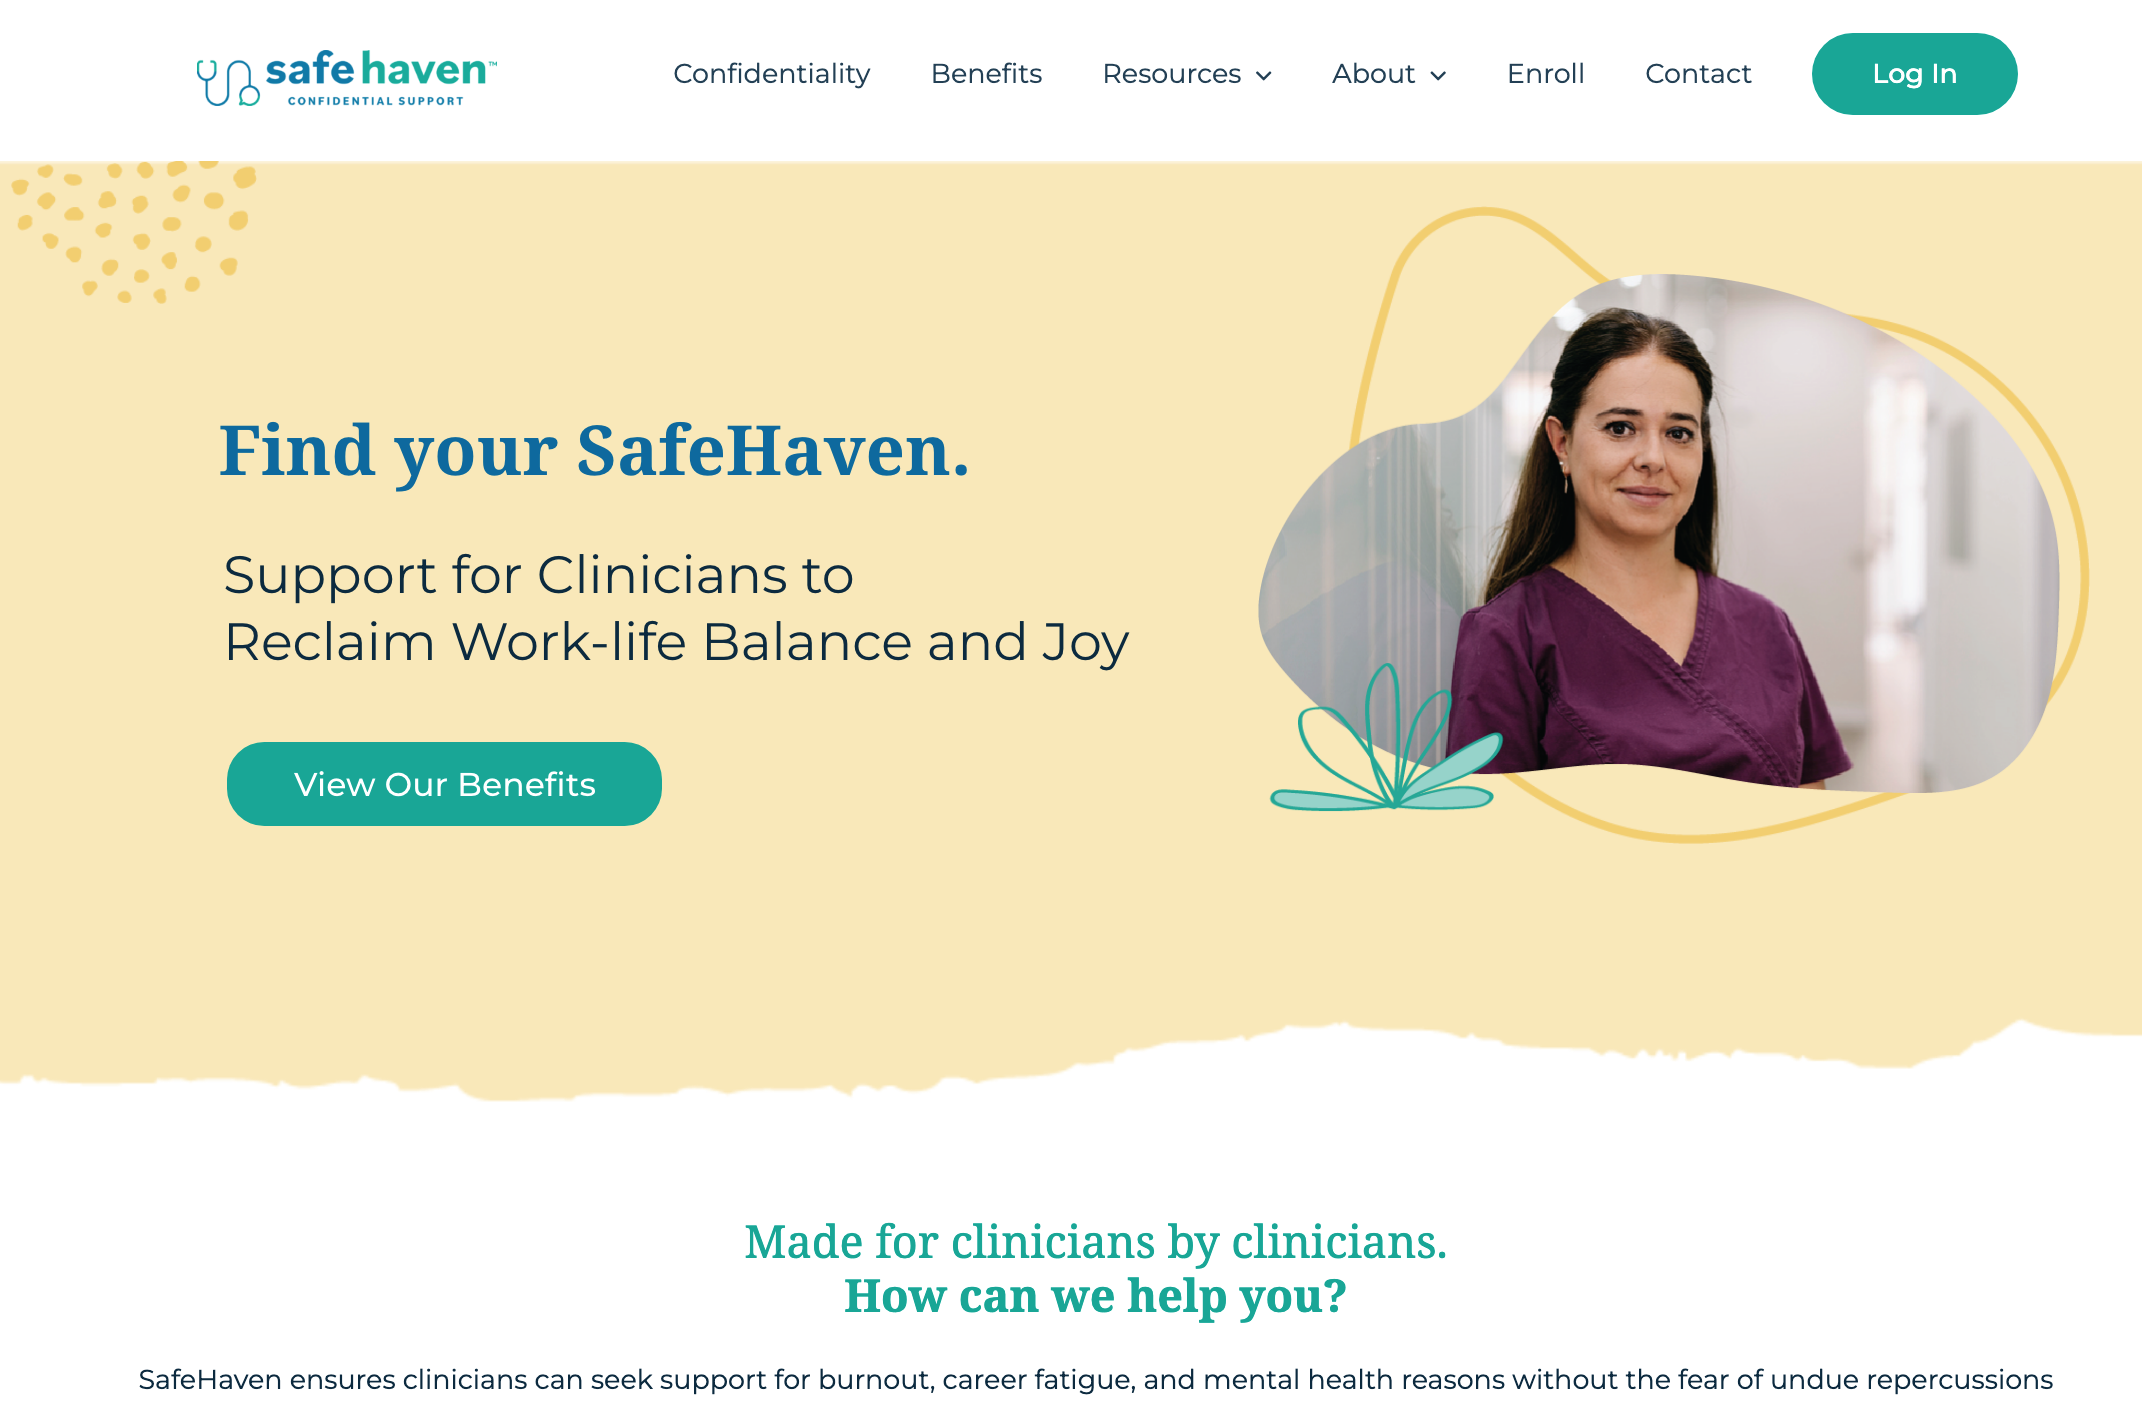 safe haven™
CONFIDENTIAL SUPPORT
Confidentiality
Benefits
Resources
About
Enroll
Contact
Log In
Find your SafeHaven.
Support for Clinicians to
Reclaim Work-life Balance and Joy
View Our Benefits
Made for clinicians by clinicians.
How can we help you?
SafeHaven ensures clinicians can seek support for burnout, career fatigue, and mental health reasons without the fear of undue repercussions